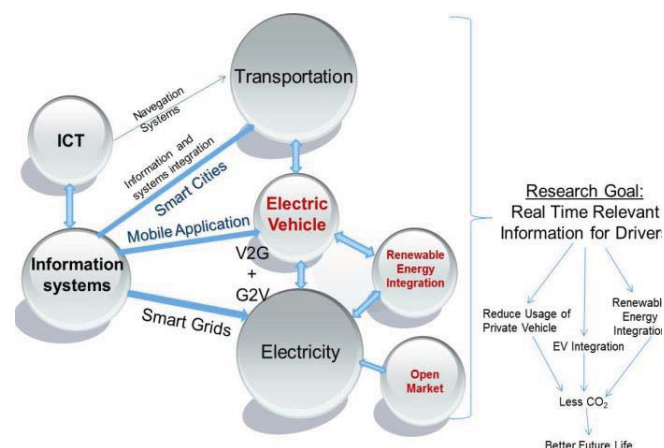 Transportation
Navegation
Systems
ICT
Information and
systems integration
Smart Cities
Electric
Vehicle
Mobile Application
Information
systems
V2G
+
G2V
Renewable
Energy
Integration
Smart Grids
Electricity
Open
Market
Research Goal:
Real Time Relevant
Information for Drivers
Reduce Usage of
Private Vehicle
EV Integration
Renewable
Energy
Integration
Less CO2
Better Future Life